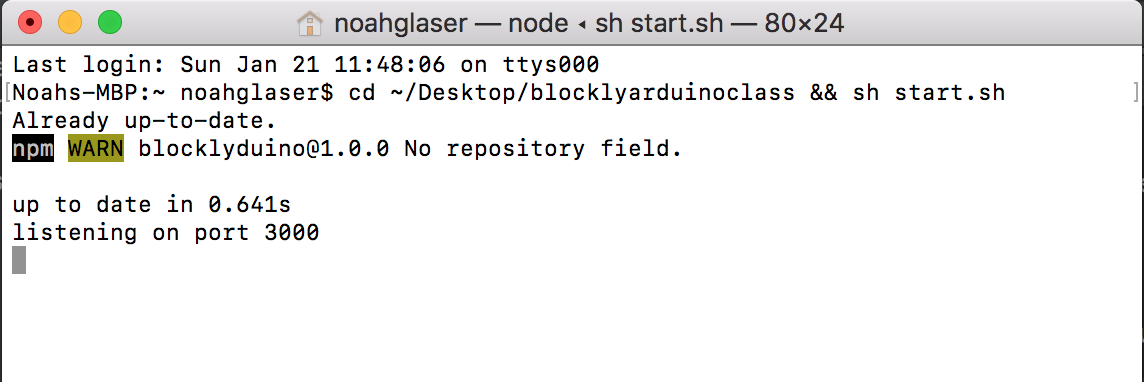 noahglaser — node ◂ sh start.sh — 80×24
Last login: Sun Jan 21 11:48:06 on ttys000
[Noahs-MBP:~ noahglaser$ cd ~/Desktop/blocklyarduinoclass && sh start.sh ]
Already up-to-date.
npm WARN blocklyduino@1.0.0 No repository field.
up to date in 0.641s
listening on port 3000